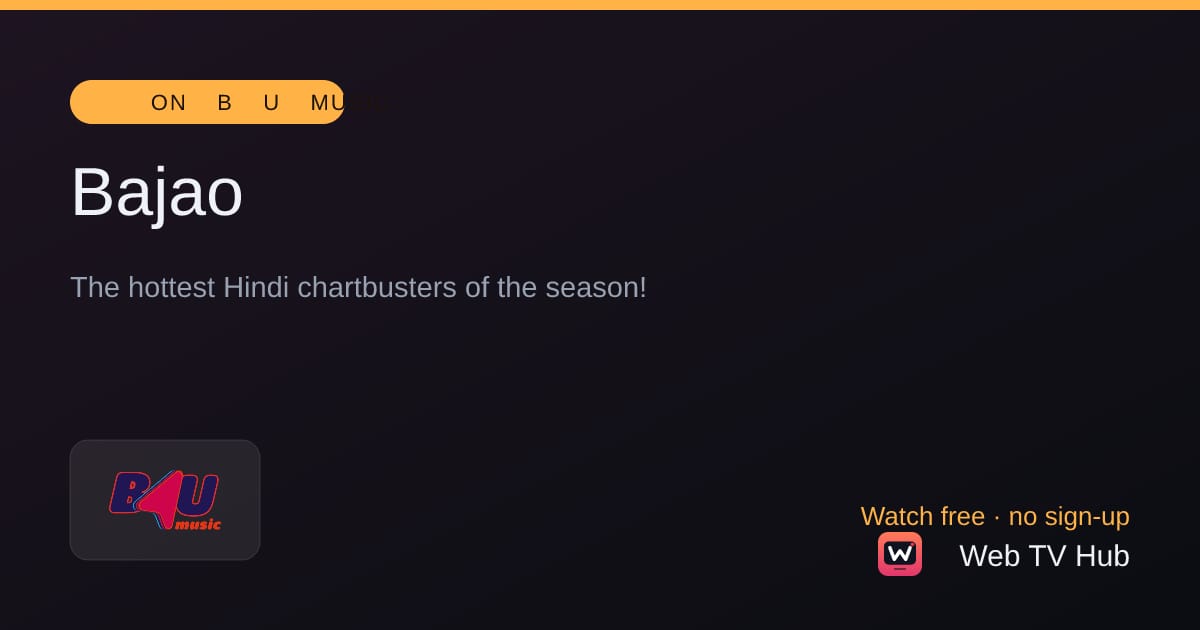 ON B U MUSIC
Bajao
The hottest Hindi chartbusters of the season!
B4U
music
Watch free · no sign-up
W
Web TV Hub